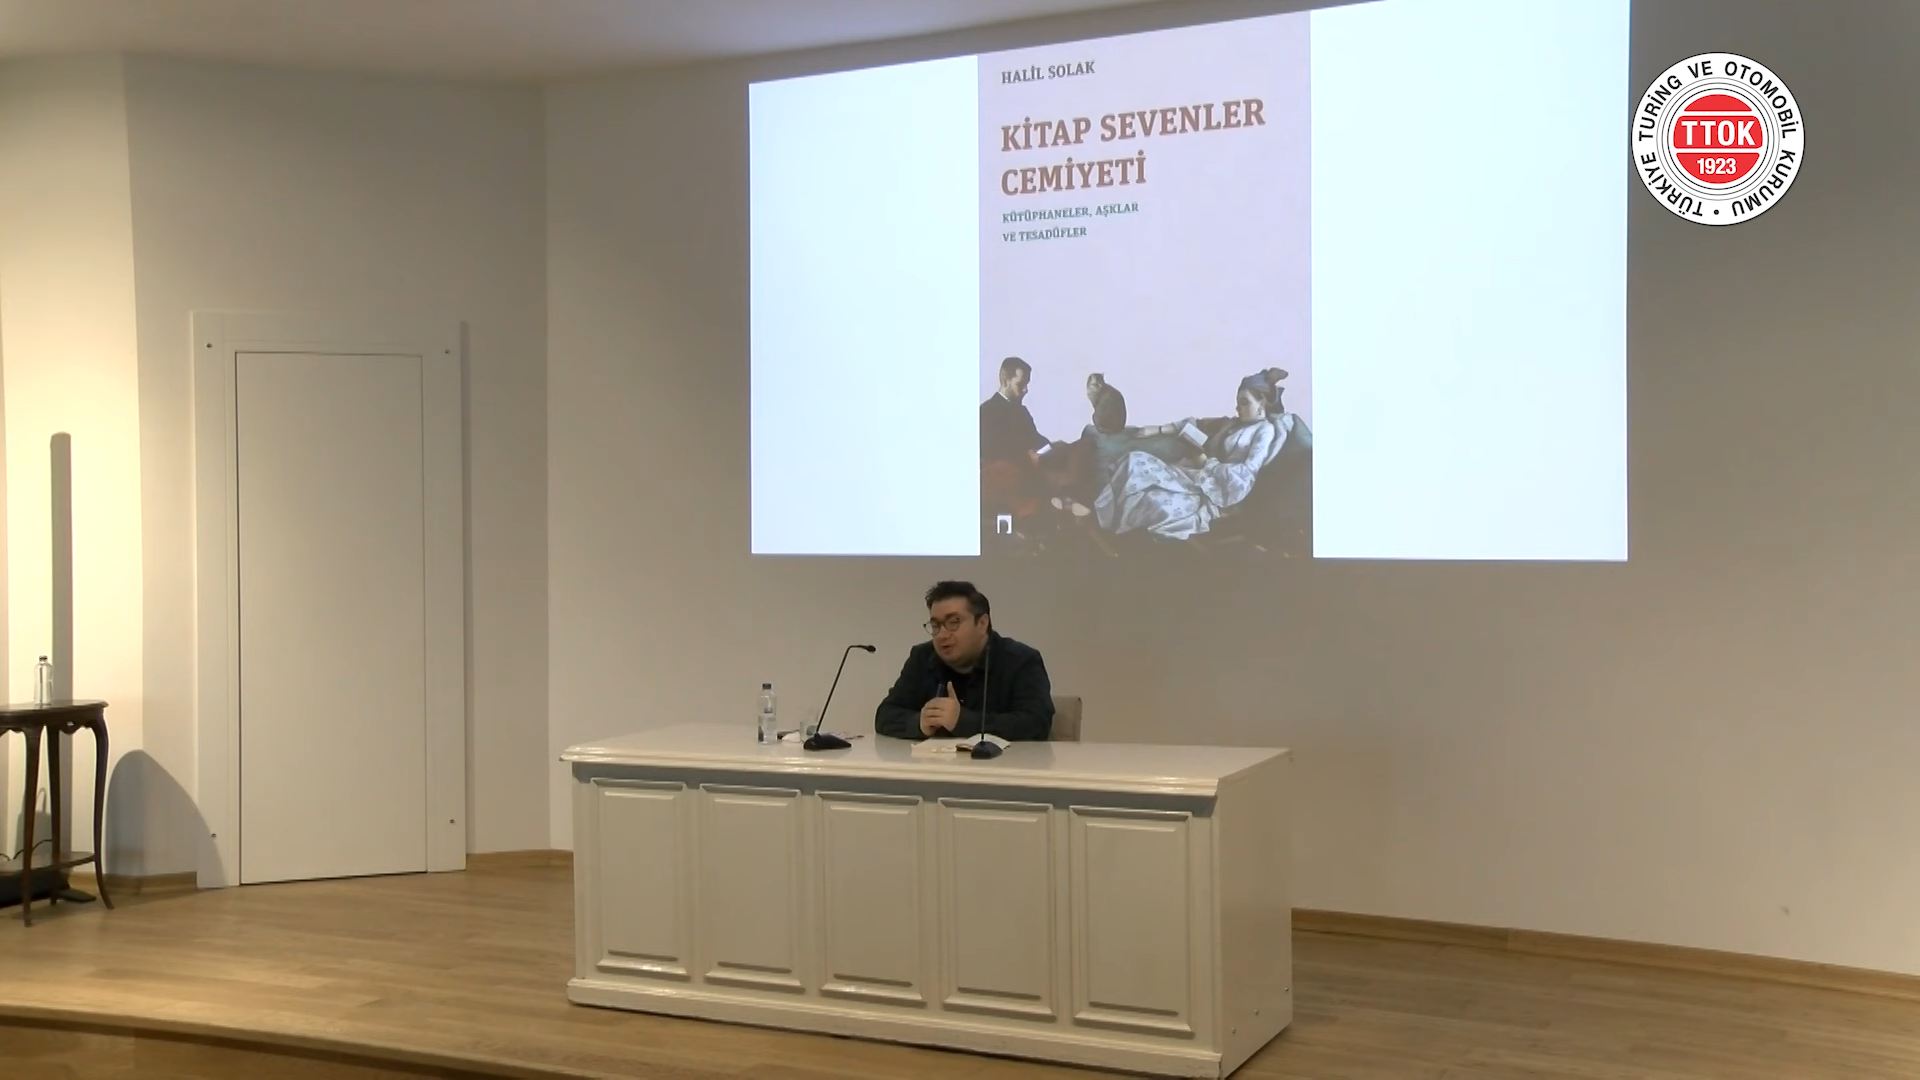 HALİL SOLAK
KİTAP SEVENLER
CEMİYETİ
KÜTÜPHANELER, AŞKLAR
VE TESADÜFLER
TÜRKİYE TURİNG VE OTOMOBİL KURUMU
TTOK
1923